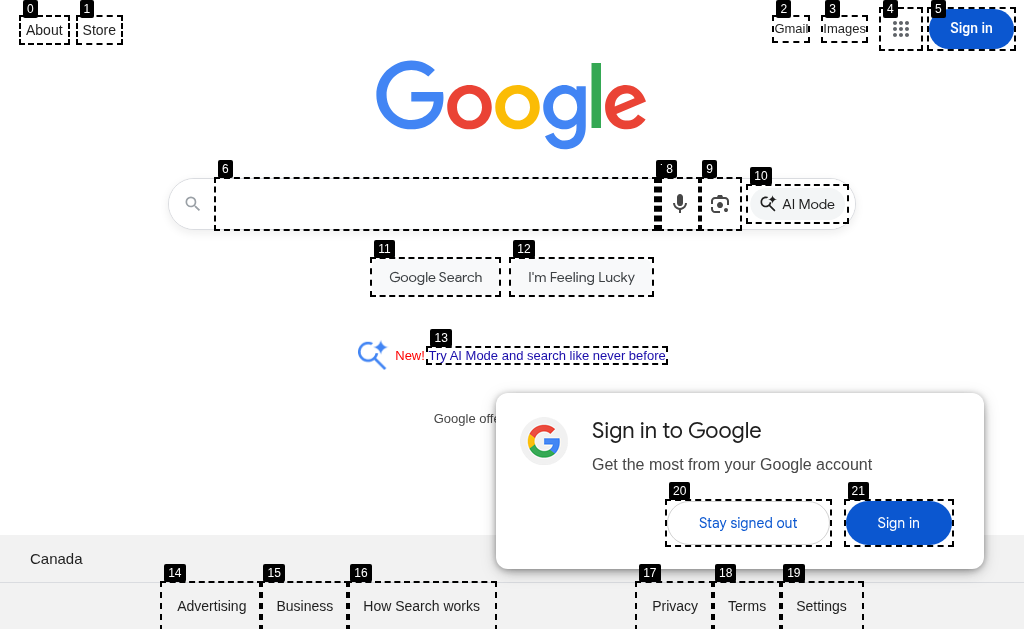 0 1 2 3 4 5
About Store Gmail Images Sign in
Google
6 8 9 10
AI Mode
11 12
Google Search I'm Feeling Lucky
13
New! Try AI Mode and search like never before
Google offe
Sign in to Google
Get the most from your Google account
20 21
Stay signed out Sign in
Canada
14 15 16 17 18 19
Advertising Business How Search works Privacy Terms Settings